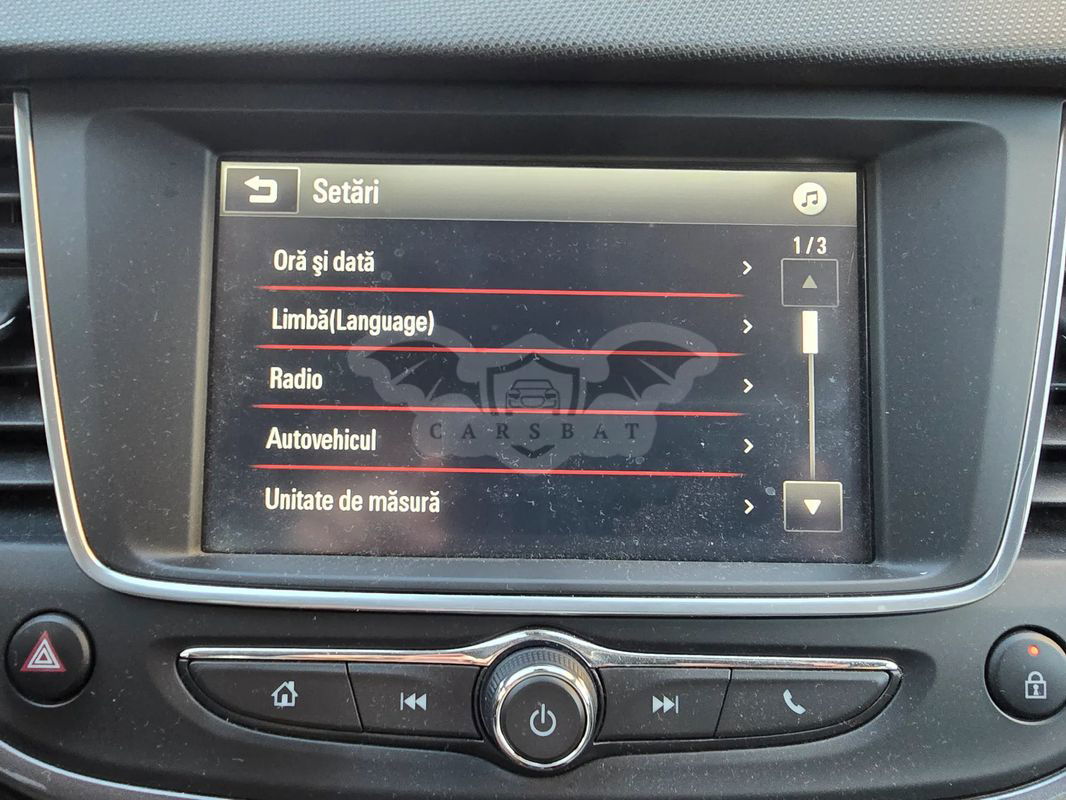 Setări
1/3
Oră şi dată
Limbă(Language)
Radio
Autovehicul
Unitate de măsură
CARSBAT